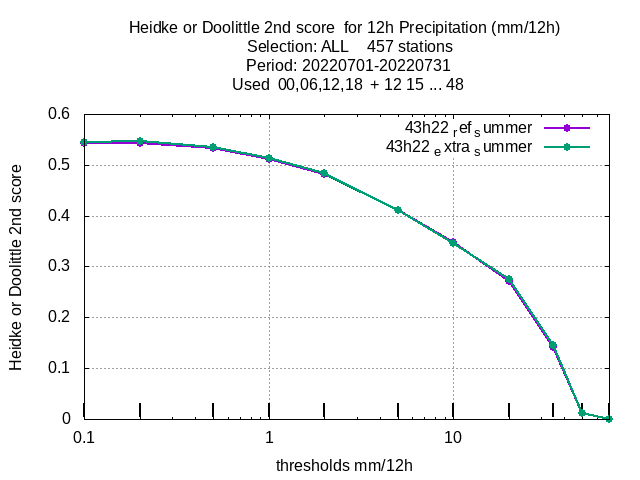 Heidke or Doolittle 2nd score for 12h Precipitation (mm/12h)
Selection: ALL 457 stations
Period: 20220701-20220731
Used 00,06,12,18 + 12 15 ... 48
43h22 ref summer
43h22 extra summer
Heidke or Doolittle 2nd score
0.6
0.5
0.4
0.3
0.2
0.1
0
0.1 1 10
thresholds mm/12h